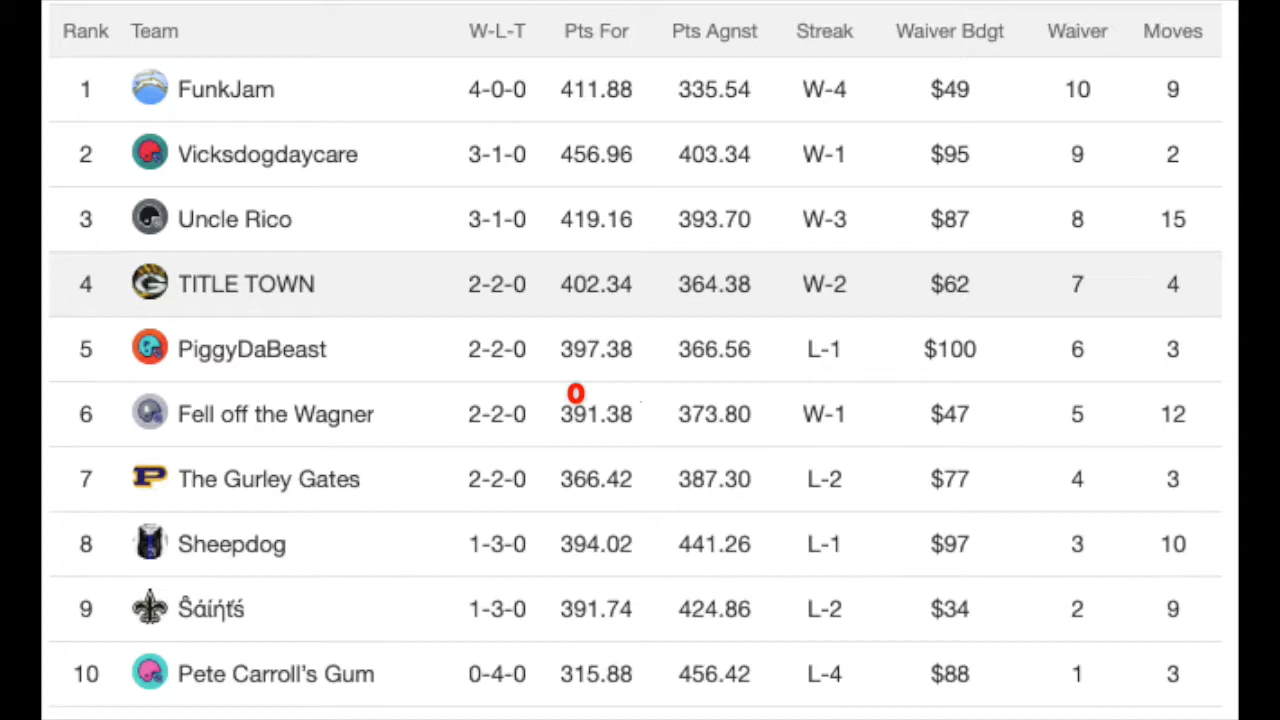 Rank Team W-L-T Pts For Pts Agnst Streak Waiver Bdgt Waiver Moves
1 FunkJam 4-0-0 411.88 335.54 W-4 $49 10 9
2 Vicksdogdaycare 3-1-0 456.96 403.34 W-1 $95 9 2
3 Uncle Rico 3-1-0 419.16 393.70 W-3 $87 8 15
4 G TITLE TOWN 2-2-0 402.34 364.38 W-2 $62 7 4
5 PiggyDaBeast 2-2-0 397.38 366.56 L-1 $100 6 3
0
6 Fell off the Wagner 2-2-0 391.38 373.80 W-1 $47 5 12
7 P The Gurley Gates 2-2-0 366.42 387.30 L-2 $77 4 3
8 Sheepdog 1-3-0 394.02 441.26 L-1 $97 3 10
9 Ŝάίήťś 1-3-0 391.74 424.86 L-2 $34 2 9
10 Pete Carroll’s Gum 0-4-0 315.88 456.42 L-4 $88 1 3